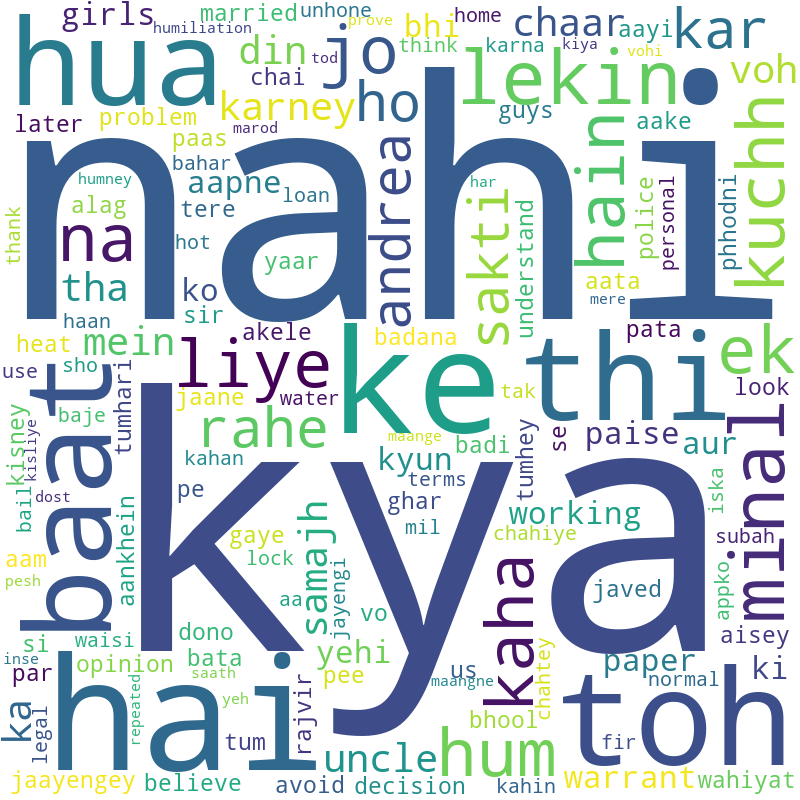 girls
married
unhone
prove
home
chaar
aayi
kar
humiliation
bhi
hua
din
jo
tod
think
karna
kiya
vohi
chai
lekin
voh
later
problem
karney
ho
guys
aake
marod
paas
bahar
nahi
andrea
hain
kuchh
humney
aapne
loan
har
thank
alag
tere
na
hot
yaar
sakti
understand
police
personal
phhodni
tha
ko
aata
mere
haan
sir
heat
mein
akele
badana
pata
use
sho
liye
ke
thi
ek
look
baat
tumhari
jaane
water
tak
baje
rahe
maange
badi
tumhey
se
paise
aur
minal
kisney
kisliye
kahan
kyun
terms
dost
bail
pe
ghar
working
iska
mil
chahiye
subah
aam
aankhein
kya
gaye
samajh
lock
kaha
javed
appko
pesh
aa
jayengi
vo
si
waisi
dono
yehi
aisey
inse
par
opinion
bata
pee
us
chahtey
paper
ki
saath
maangne
normal
ka
legal
hai
repeated
yeh
rajvir
bhool
toh
tum
uncle
hum
fir
jaayengey
believe
avoid
decision
kahin
warrant
wahiyat